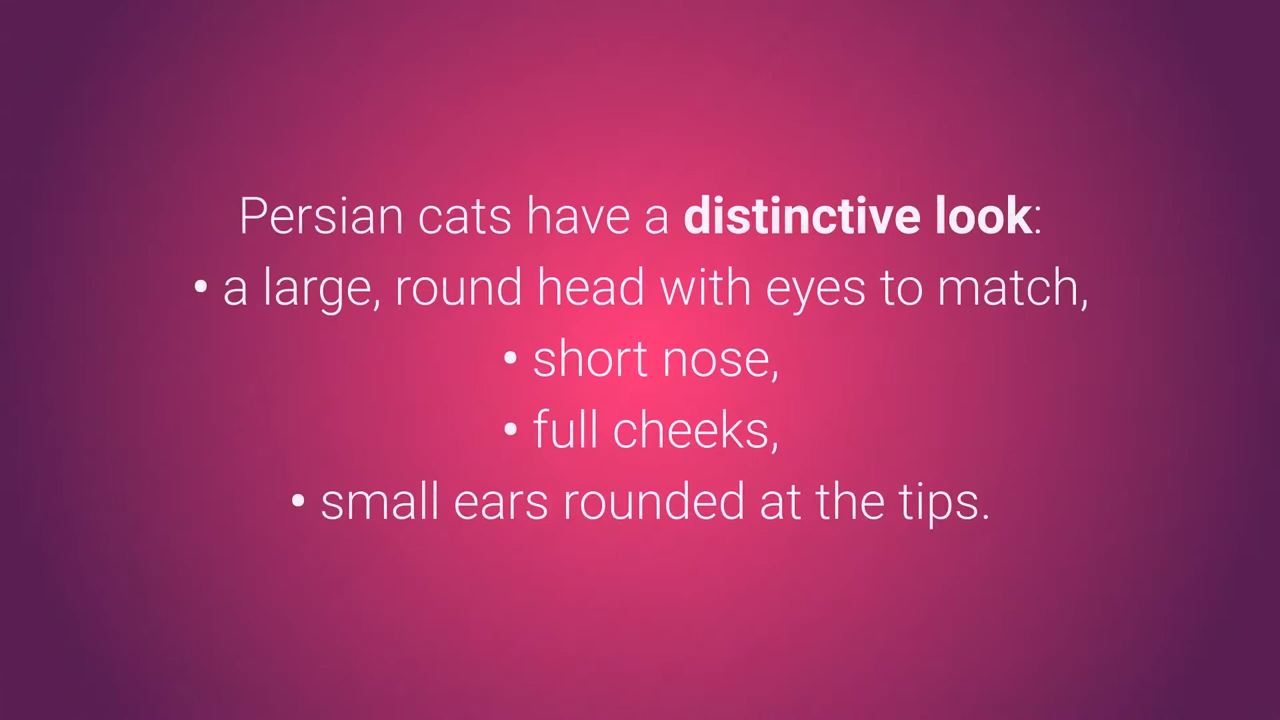 Persian cats have a distinctive look:
• a large, round head with eyes to match,
• short nose,
• full cheeks,
• small ears rounded at the tips.